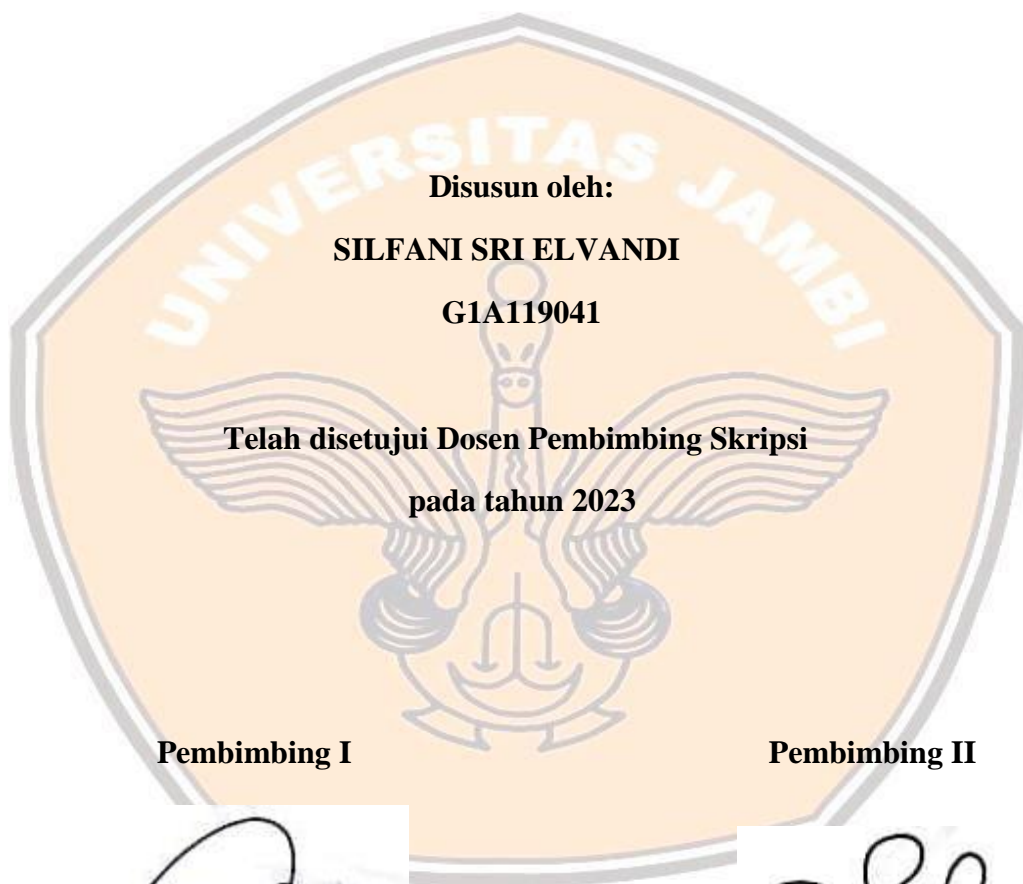 UNIVERSITAS JAMBI
Disusun oleh:
SILFANI SRI ELVANDI
G1A119041
Telah disetujui Dosen Pembimbing Skripsi
pada tahun 2023
Pembimbing I
Pembimbing II